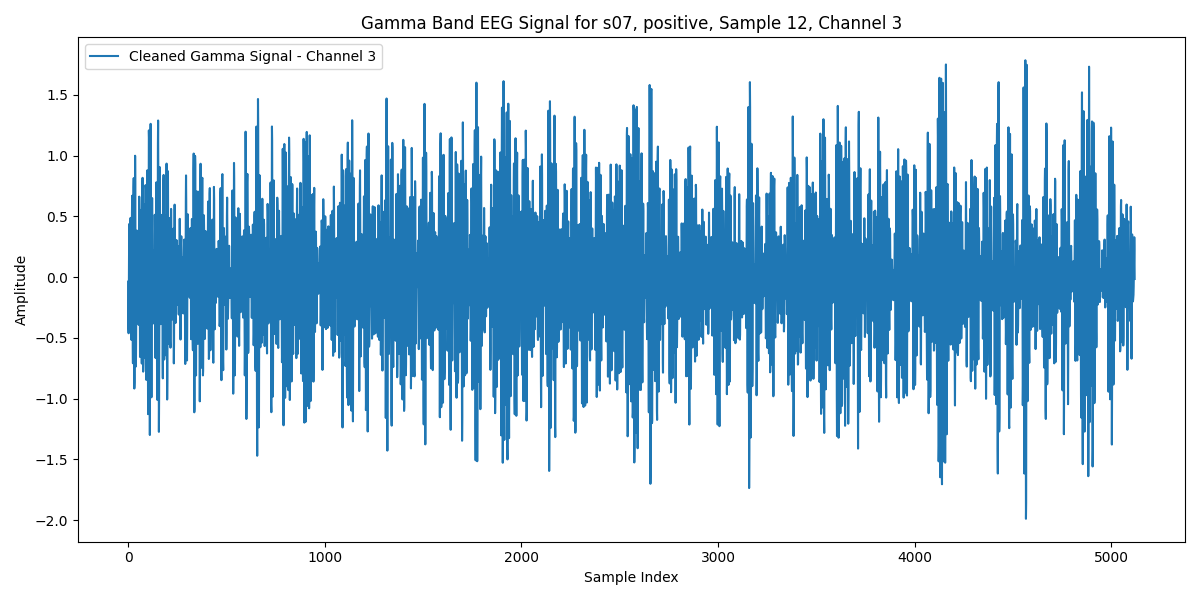 Gamma Band EEG Signal for s07, positive, Sample 12, Channel 3
Cleaned Gamma Signal - Channel 3
1.5
1.0
0.5
0.0
−0.5
−1.0
−1.5
−2.0
Amplitude
0 1000 2000 3000 4000 5000
Sample Index